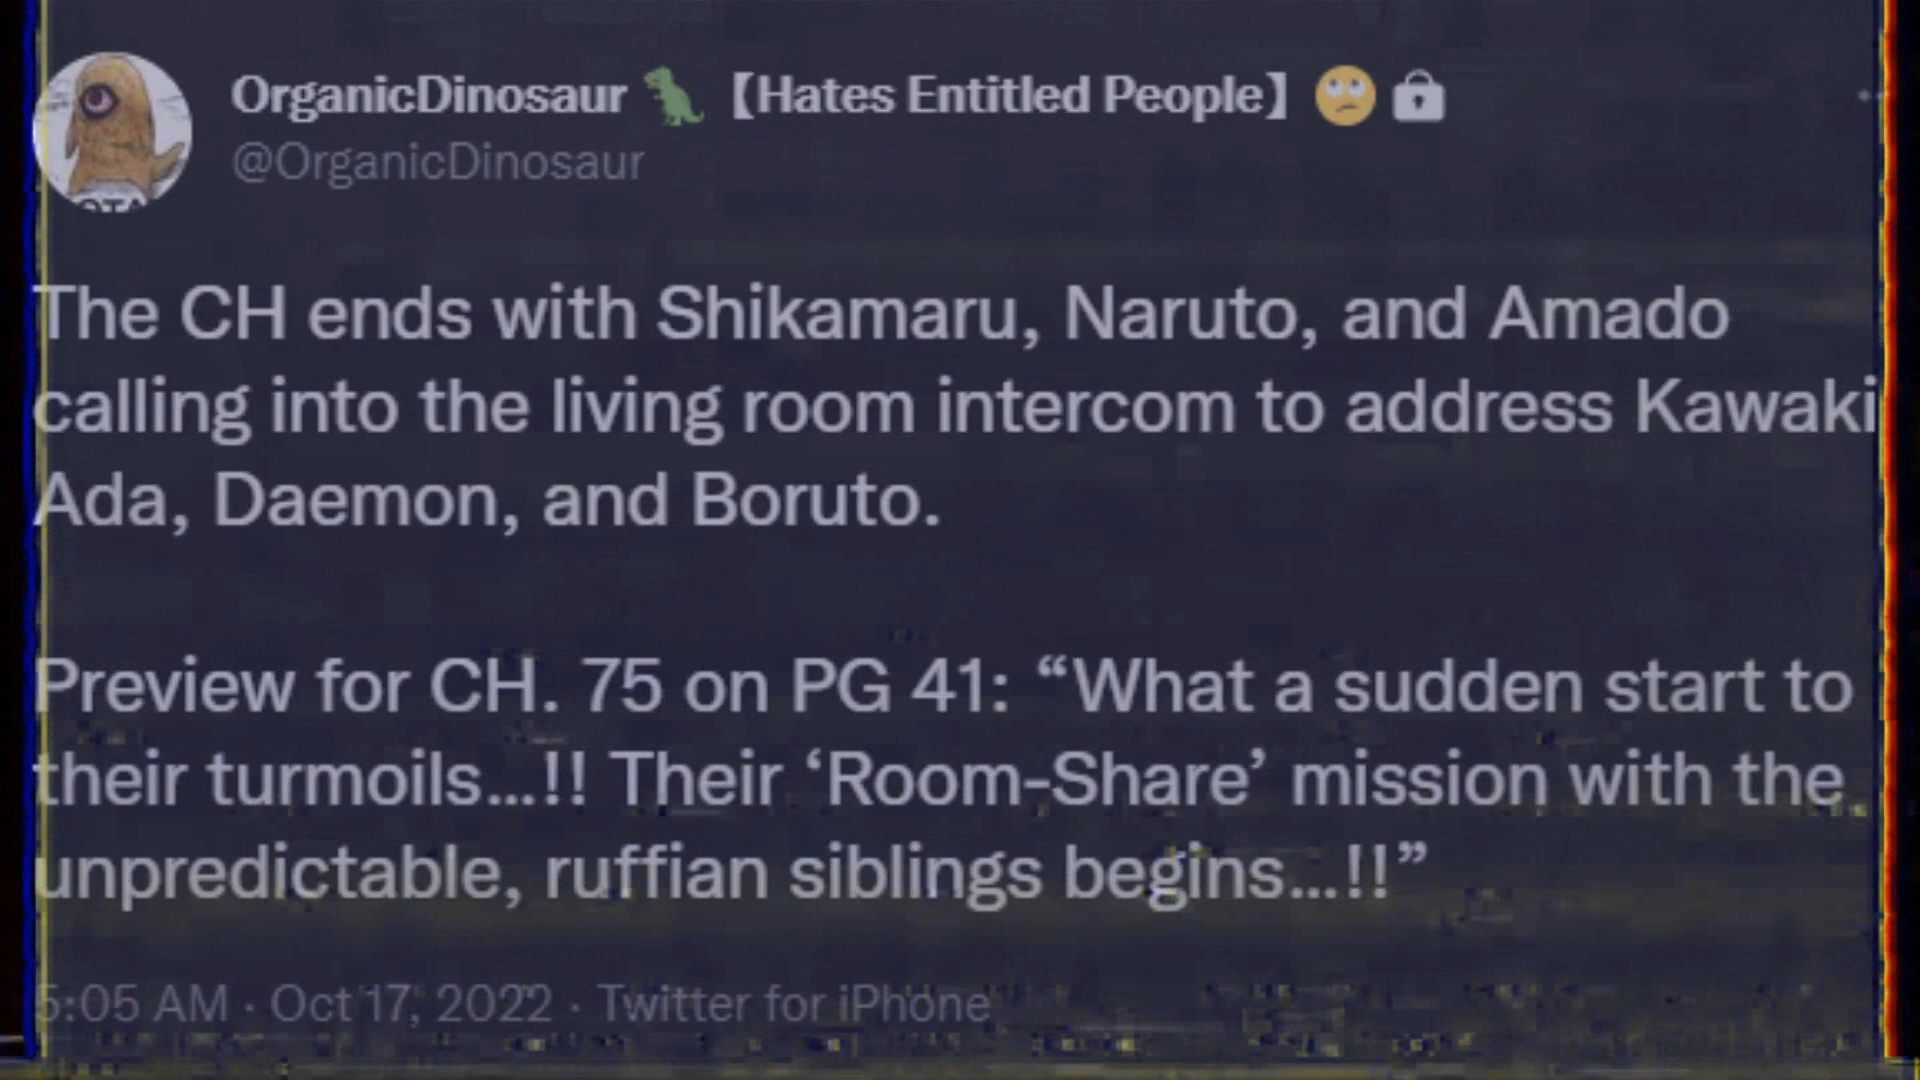 OrganicDinosaur 🦖【Hates Entitled People】🙄🔒
@OrganicDinosaur
The CH ends with Shikamaru, Naruto, and Amado
calling into the living room intercom to address Kawaki
Ada, Daemon, and Boruto.
Preview for CH. 75 on PG 41: “What a sudden start to
their turmoils...!! Their ‘Room-Share’ mission with the
unpredictable, ruffian siblings begins...!!”
5:05 AM · Oct 17, 2022 · Twitter for iPhone